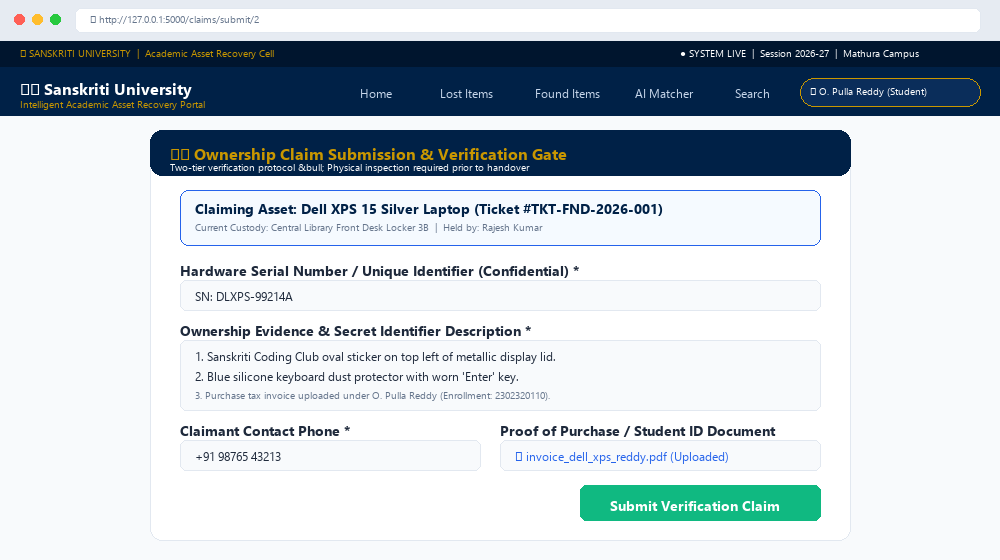 http://127.0.0.1:5000/claims/submit/2
SANSKRITI UNIVERSITY | Academic Asset Recovery Cell
● SYSTEM LIVE | Session 2026-27 | Mathura Campus
Sanskriti University
Intelligent Academic Asset Recovery Portal
Home
Lost Items
Found Items
AI Matcher
Search
O. Pulla Reddy (Student)
Ownership Claim Submission & Verification Gate
Two-tier verification protocol &bull; Physical inspection required prior to handover
Claiming Asset: Dell XPS 15 Silver Laptop (Ticket #TKT-FND-2026-001)
Current Custody: Central Library Front Desk Locker 3B | Held by: Rajesh Kumar
Hardware Serial Number / Unique Identifier (Confidential) *
SN: DLXPS-99214A
Ownership Evidence & Secret Identifier Description *
1. Sanskriti Coding Club oval sticker on top left of metallic display lid.
2. Blue silicone keyboard dust protector with worn 'Enter' key.
3. Purchase tax invoice uploaded under O. Pulla Reddy (Enrollment: 2302320110).
Claimant Contact Phone *
+91 98765 43213
Proof of Purchase / Student ID Document
invoice_dell_xps_reddy.pdf (Uploaded)
Submit Verification Claim